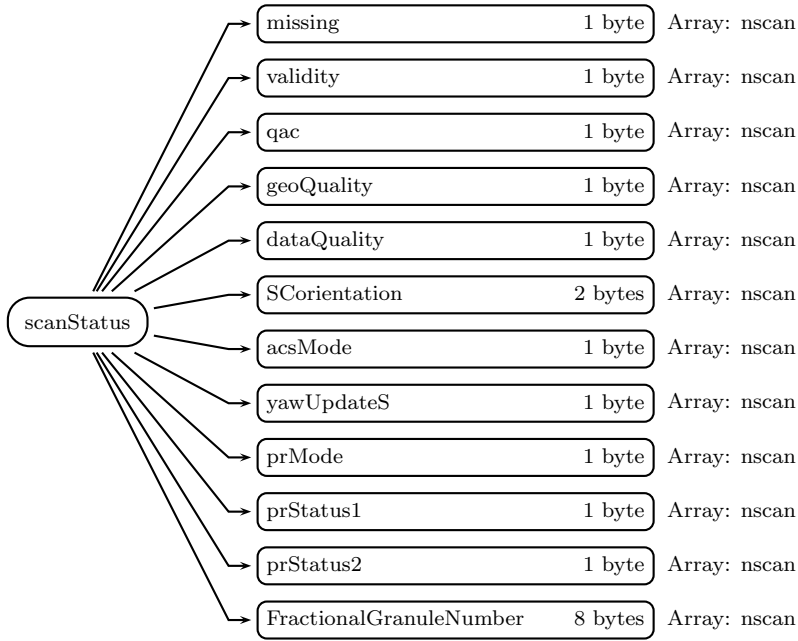 missing 1 byte Array: nscan
validity 1 byte Array: nscan
qac 1 byte Array: nscan
geoQuality 1 byte Array: nscan
dataQuality 1 byte Array: nscan
SCorientation 2 bytes Array: nscan
scanStatus
acsMode 1 byte Array: nscan
yawUpdateS 1 byte Array: nscan
prMode 1 byte Array: nscan
prStatus1 1 byte Array: nscan
prStatus2 1 byte Array: nscan
FractionalGranuleNumber 8 bytes Array: nscan